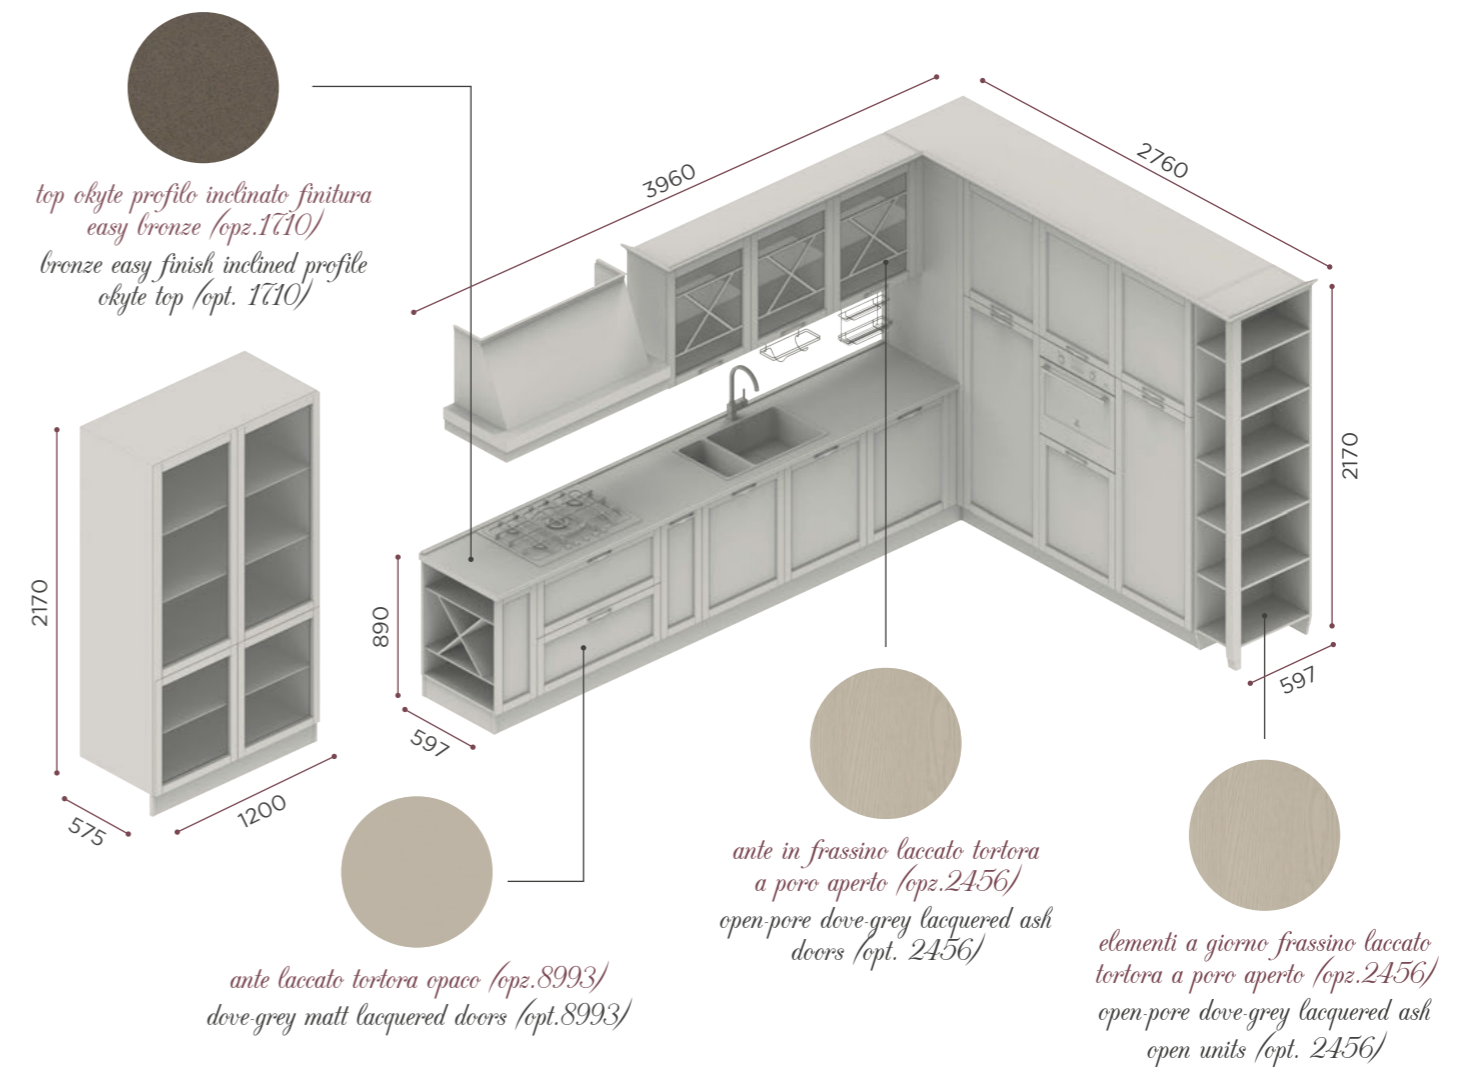 top okyte profilo inclinato finitura
easy bronze (opz.1710)
bronze easy finish inclined profile
okyte top (opt. 1710)
3960
2760
2170
890
2170
597
597
575
1200
ante in frassino laccato tortora
a poro aperto (opz.2456)
open-pore dove-grey lacquered ash
doors (opt. 2456)
elementi a giorno frassino laccato
tortora a poro aperto (opz.2456)
open-pore dove-grey lacquered ash
open units (opt. 2456)
ante laccato tortora opaco (opz.8993)
dove-grey matt lacquered doors (opt.8993)